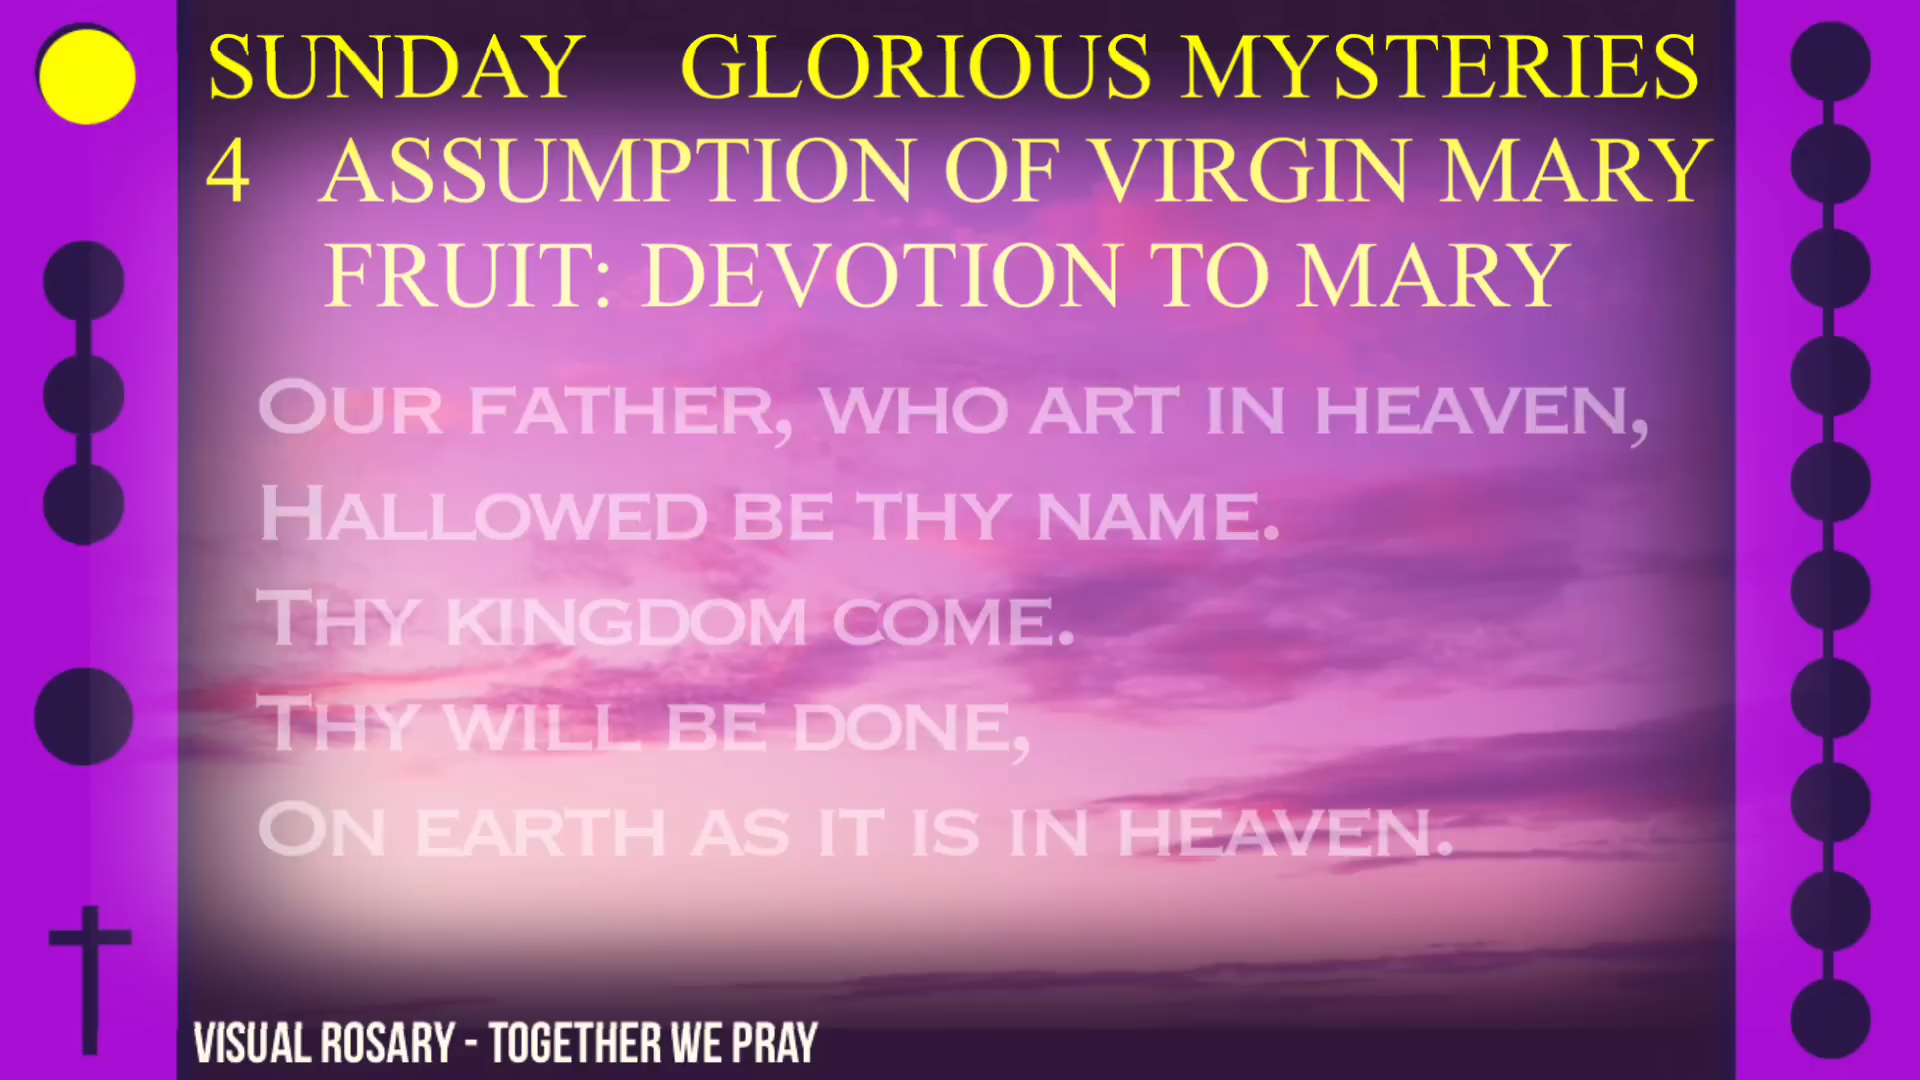 SUNDAY GLORIOUS MYSTERIES
4 ASSUMPTION OF VIRGIN MARY
FRUIT: DEVOTION TO MARY
OUR FATHER, WHO ART IN HEAVEN,
HALLOWED BE THY NAME.
THY KINGDOM COME.
THY WILL BE DONE,
ON EARTH AS IT IS IN HEAVEN.
VISUAL ROSARY - TOGETHER WE PRAY